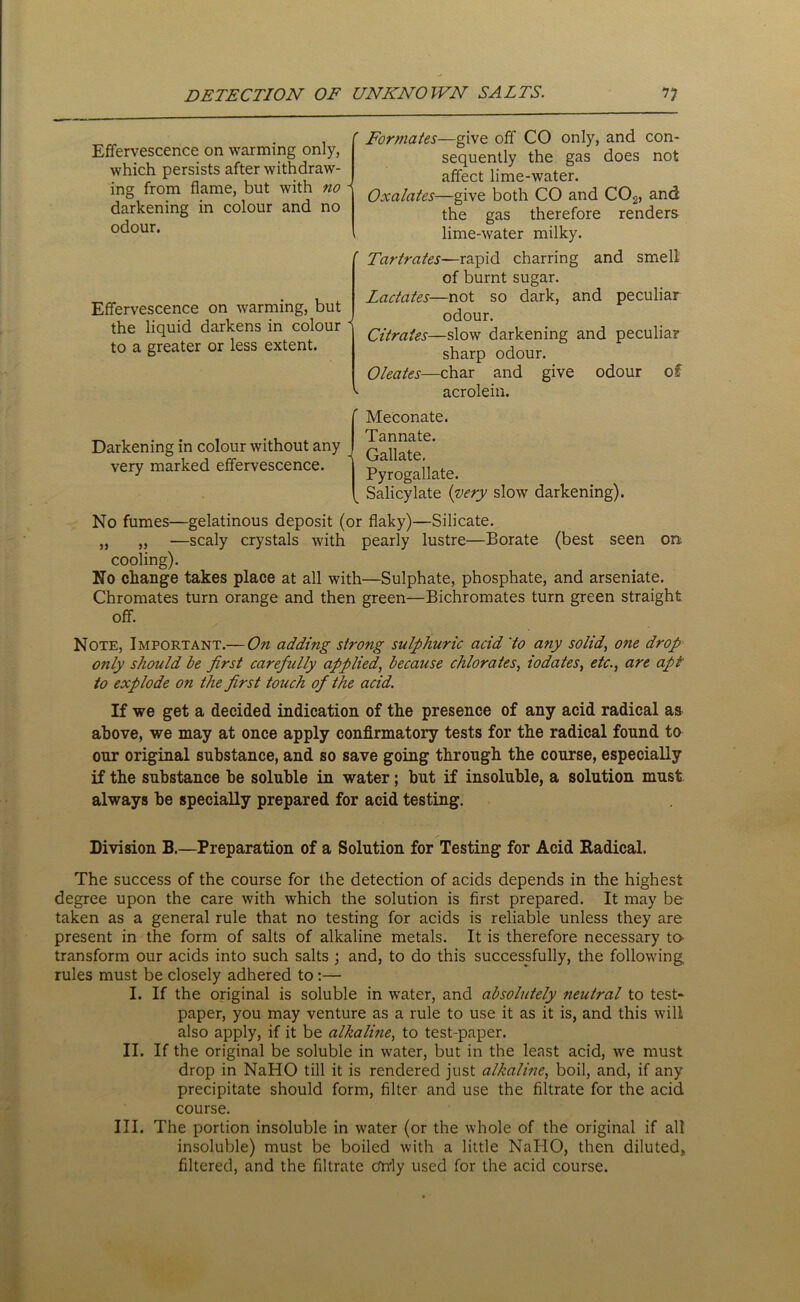 DETECTION OF UNKNOWN SALTS. 77
Effervescence on warming only,
which persists after withdraw-
ing from flame, but with no
darkening in colour and no
odour.
Formates—give off CO only, and con-
sequently the gas does not
affect lime-water.
Oxalates—give both CO and CO₂, and
the gas therefore renders
lime-water milky.
Effervescence on warming, but
the liquid darkens in colour
to a greater or less extent.
Tartrates—rapid charring and smell
of burnt sugar.
Lactates—not so dark, and peculiar
odour.
Citrates—slow darkening and peculiar
sharp odour.
Oleates—char and give odour of
acrolein.
Darkening in colour without any
very marked effervescence.
Meconate.
Tannate.
Gallate.
Pyrogallate.
Salicylate (very slow darkening).
No fumes—gelatinous deposit (or flaky)—Silicate.
„ „ —scaly crystals with pearly lustre—Borate (best seen on
cooling).
No change takes place at all with—Sulphate, phosphate, and arseniate.
Chromates turn orange and then green—Bichromates turn green straight
off.
NOTE, IMPORTANT.—On adding strong sulphuric acid to any solid, one drop
only should be first carefully applied, because chlorates, iodates, etc., are apt
to explode on the first touch of the acid.
If we get a decided indication of the presence of any acid radical as
above, we may at once apply confirmatory tests for the radical found to
our original substance, and so save going through the course, especially
if the substance be soluble in water; but if insoluble, a solution must
always be specially prepared for acid testing.
Division B.—Preparation of a Solution for Testing for Acid Radical.
The success of the course for the detection of acids depends in the highest
degree upon the care with which the solution is first prepared. It may be
taken as a general rule that no testing for acids is reliable unless they are
present in the form of salts of alkaline metals. It is therefore necessary to
transform our acids into such salts; and, to do this successfully, the following
rules must be closely adhered to:—
I. If the original is soluble in water, and absolutely neutral to test-
paper, you may venture as a rule to use it as it is, and this will
also apply, if it be alkaline, to test-paper.
II. If the original be soluble in water, but in the least acid, we must
drop in NaHO till it is rendered just alkaline, boil, and, if any
precipitate should form, filter and use the filtrate for the acid
course.
III. The portion insoluble in water (or the whole of the original if all
insoluble) must be boiled with a little NaHO, then diluted,
filtered, and the filtrate only used for the acid course.